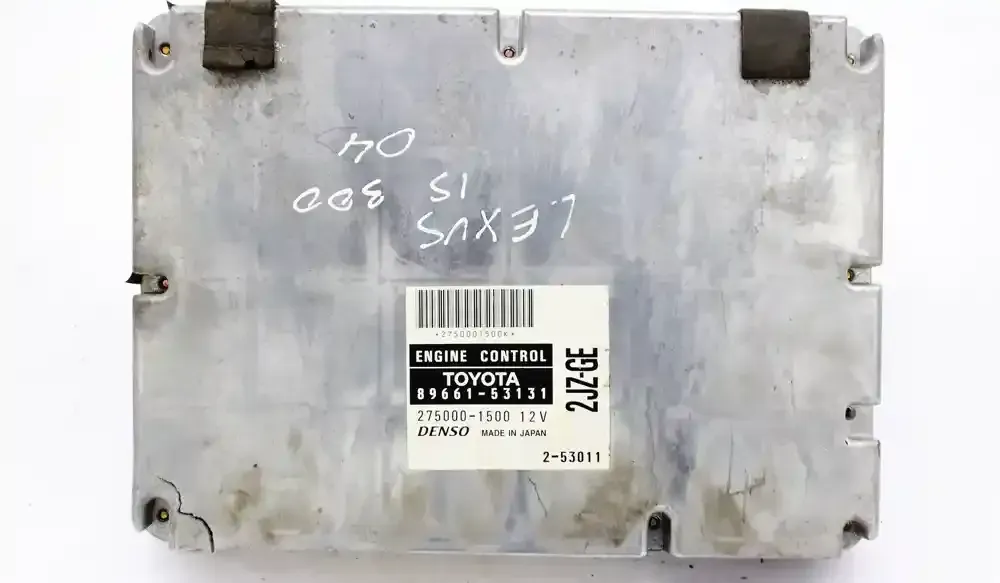 LEXUS
IS 300
04
*2750001500K*
ENGINE CONTROL
TOYOTA
89661-53131
275000-1500 12V
DENSO MADE IN JAPAN
2-53011
2JZ-GE